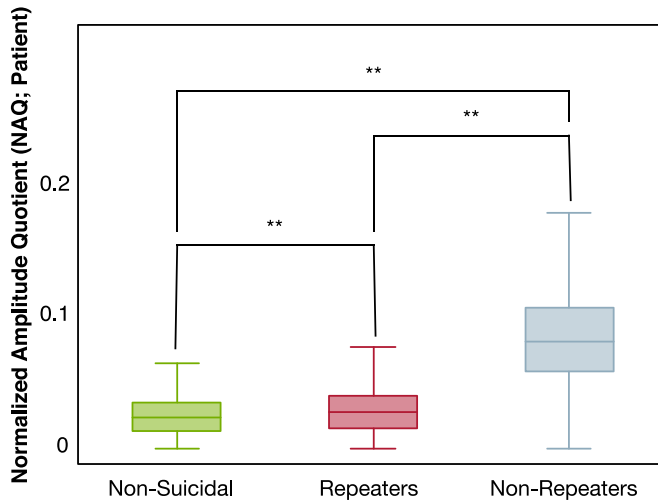 Normalized Amplitude Quotient (NAQ; Patient)
**
**
0.2
**
0.1
0
Non-Suicidal
Repeaters
Non-Repeaters